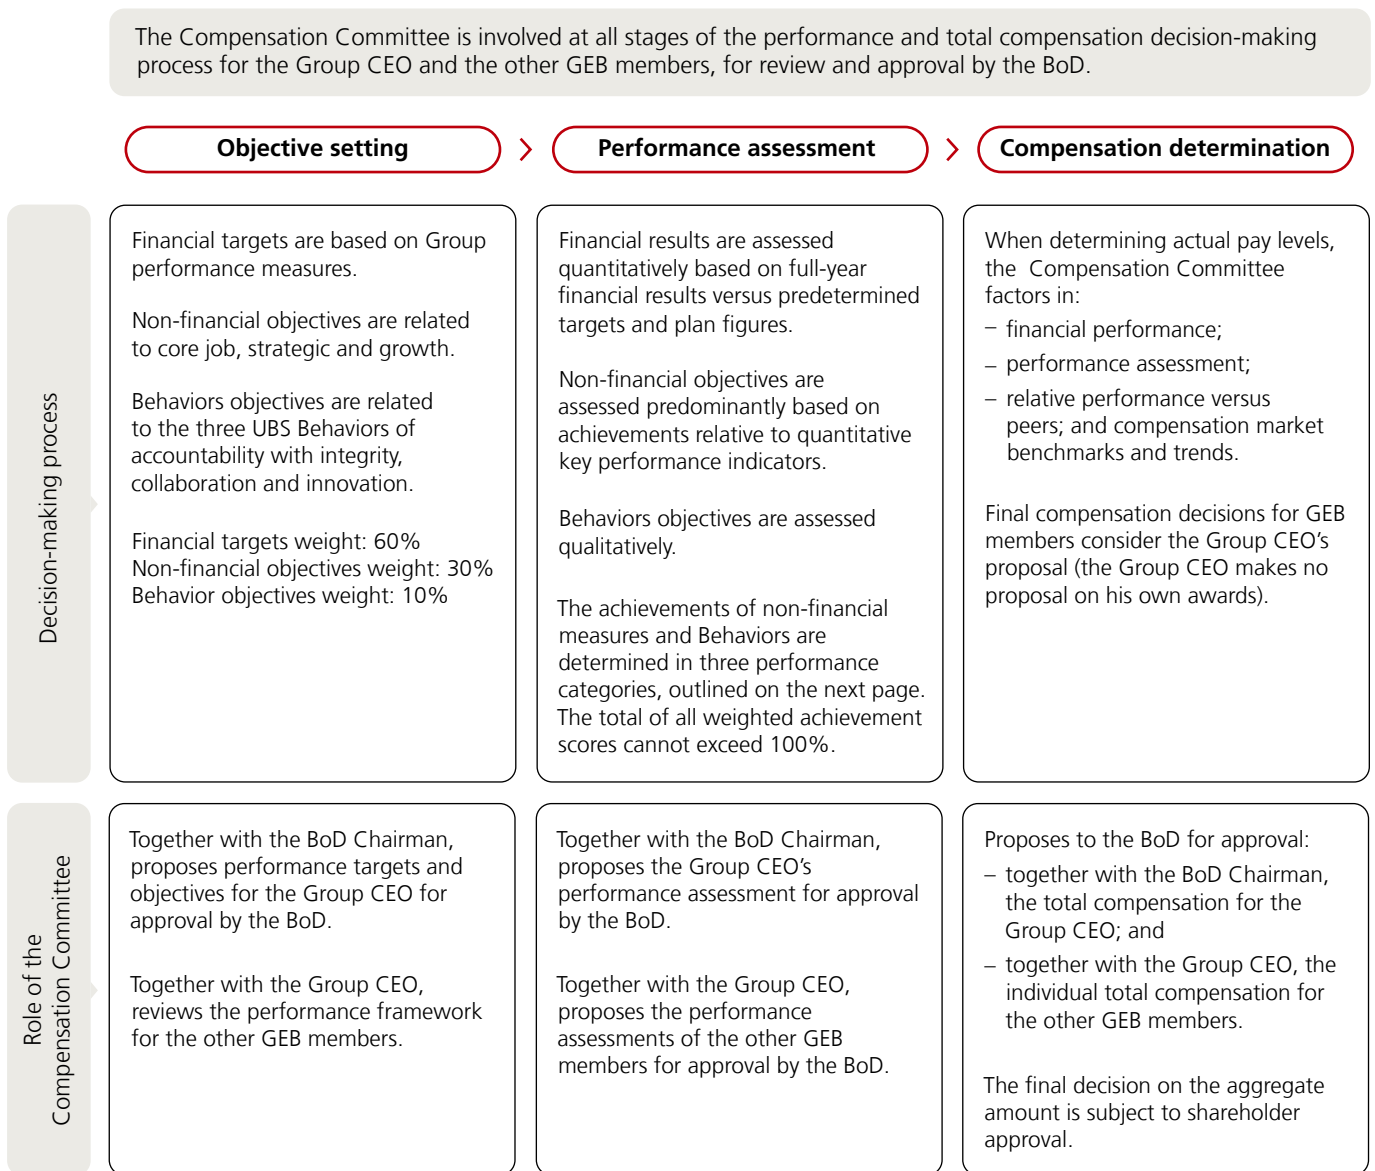 The Compensation Committee is involved at all stages of the performance and total compensation decision-making
process for the Group CEO and the other GEB members, for review and approval by the BoD.
Objective setting
Performance assessment
Compensation determination
Decision-making process
Financial targets are based on Group
performance measures.
Non-financial objectives are related
to core job, strategic and growth.
Behaviors objectives are related
to the three UBS Behaviors of
accountability with integrity,
collaboration and innovation.
Financial targets weight: 60%
Non-financial objectives weight: 30%
Behavior objectives weight: 10%
Financial results are assessed
quantitatively based on full-year
financial results versus predetermined
targets and plan figures.
Non-financial objectives are
assessed predominantly based on
achievements relative to quantitative
key performance indicators.
Behaviors objectives are assessed
qualitatively.
The achievements of non-financial
measures and Behaviors are
determined in three performance
categories, outlined on the next page.
The total of all weighted achievement
scores cannot exceed 100%.
When determining actual pay levels,
the Compensation Committee
factors in:
– financial performance;
– performance assessment;
– relative performance versus
peers; and compensation market
benchmarks and trends.
Final compensation decisions for GEB
members consider the Group CEO’s
proposal (the Group CEO makes no
proposal on his own awards).
Role of the
Compensation Committee
Together with the BoD Chairman,
proposes performance targets and
objectives for the Group CEO for
approval by the BoD.
Together with the Group CEO,
reviews the performance framework
for the other GEB members.
Together with the BoD Chairman,
proposes the Group CEO’s
performance assessment for approval
by the BoD.
Together with the Group CEO,
proposes the performance
assessments of the other GEB
members for approval by the BoD.
Proposes to the BoD for approval:
– together with the BoD Chairman,
the total compensation for the
Group CEO; and
– together with the Group CEO, the
individual total compensation for
the other GEB members.
The final decision on the aggregate
amount is subject to shareholder
approval.